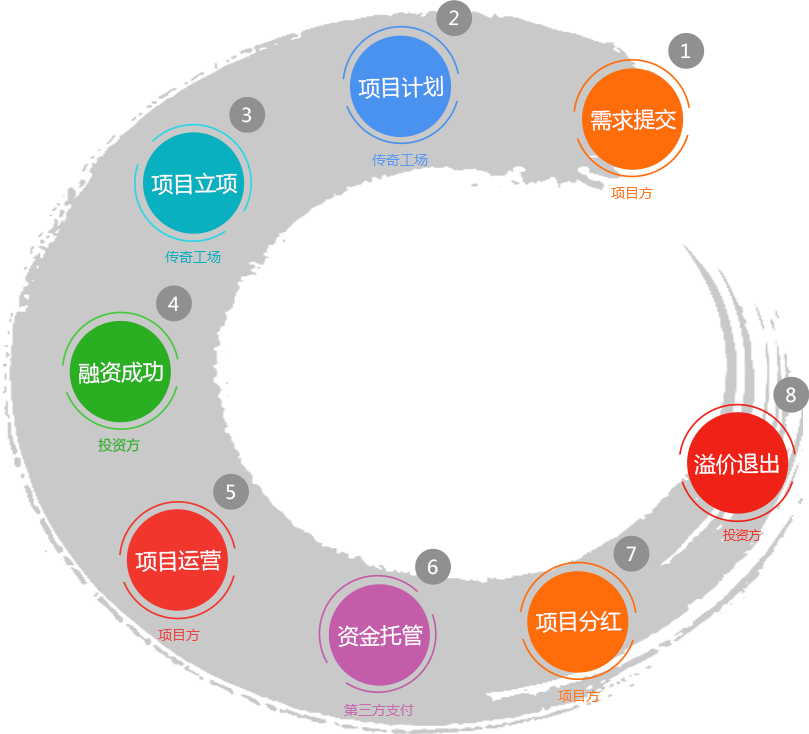 1
需求提交
项目方
2
项目计划
传奇工场
3
项目立项
传奇工场
4
融资成功
投资方
5
项目运营
项目方
6
资金托管
第三方支付
7
项目分红
项目方
8
溢价退出
投资方